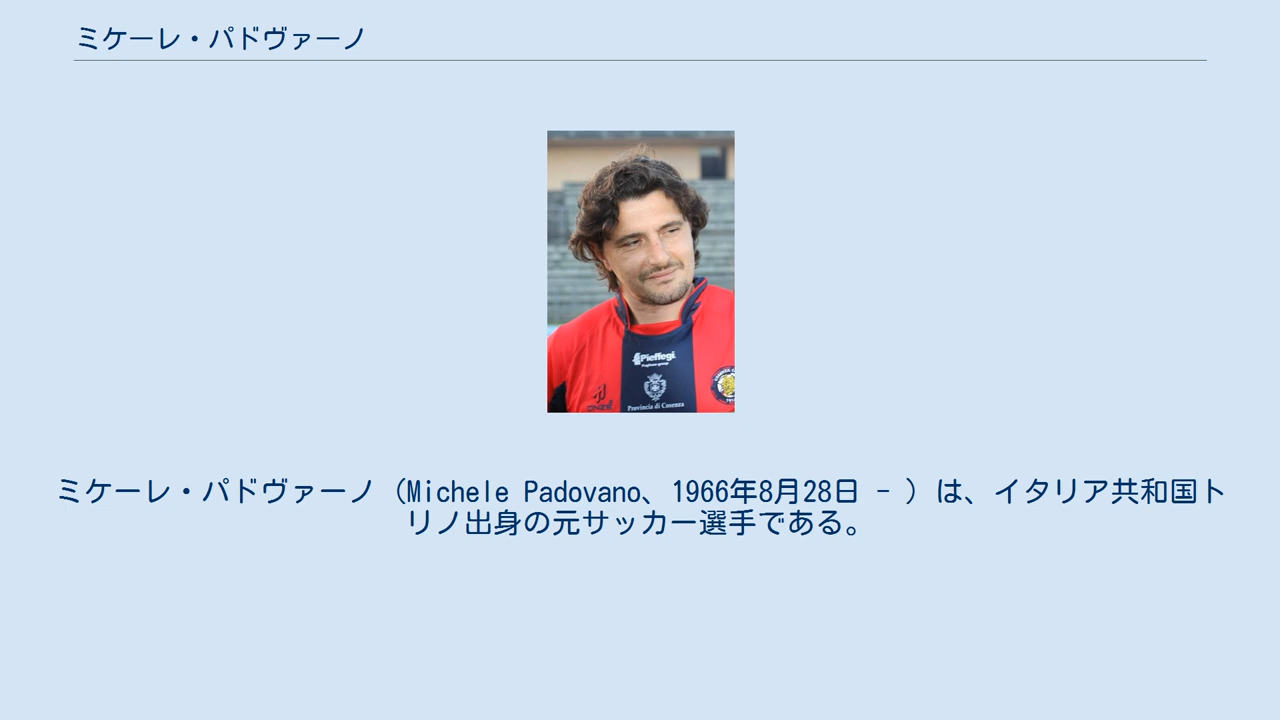 ミケーレ・パドヴァーノ
Pieffegi
Provincia di Cosenza
ミケーレ・パドヴァーノ（Michele Padovano、1966年8月28日 - ）は、イタリア共和国ト
リノ出身の元サッカー選手である。